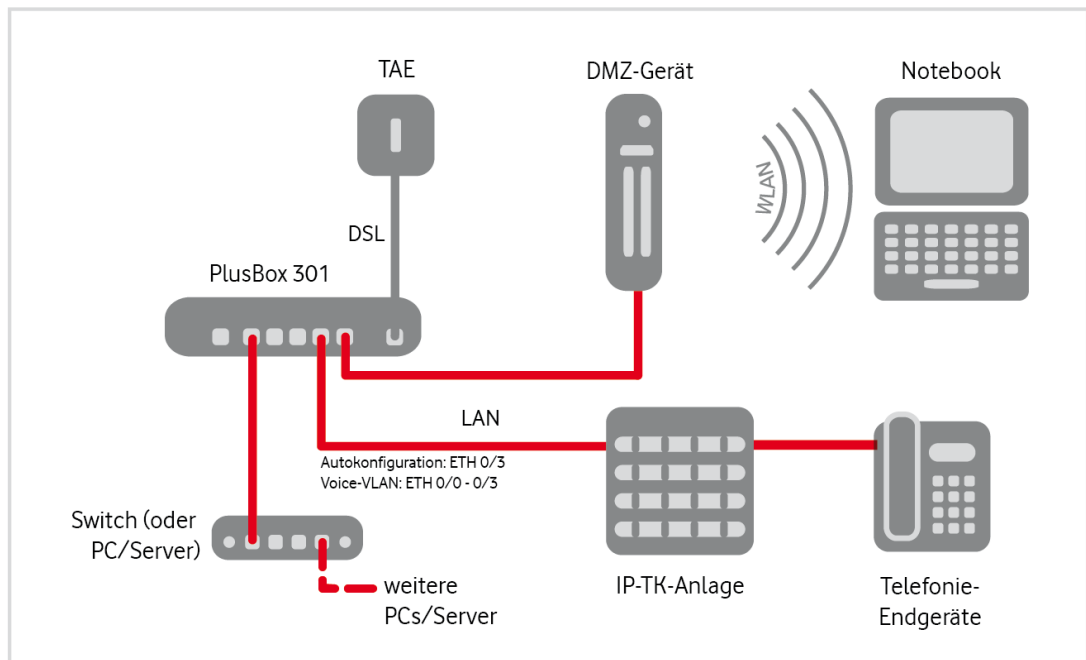 TAE
DMZ-Gerät
Notebook
WLAN
DSL
PlusBox 301
LAN
Autokonfiguration: ETH 0/3
Voice-VLAN: ETH 0/0 - 0/3
Switch (oder
PC/Server)
weitere
PCs/Server
IP-TK-Anlage
Telefonie-
Endgeräte